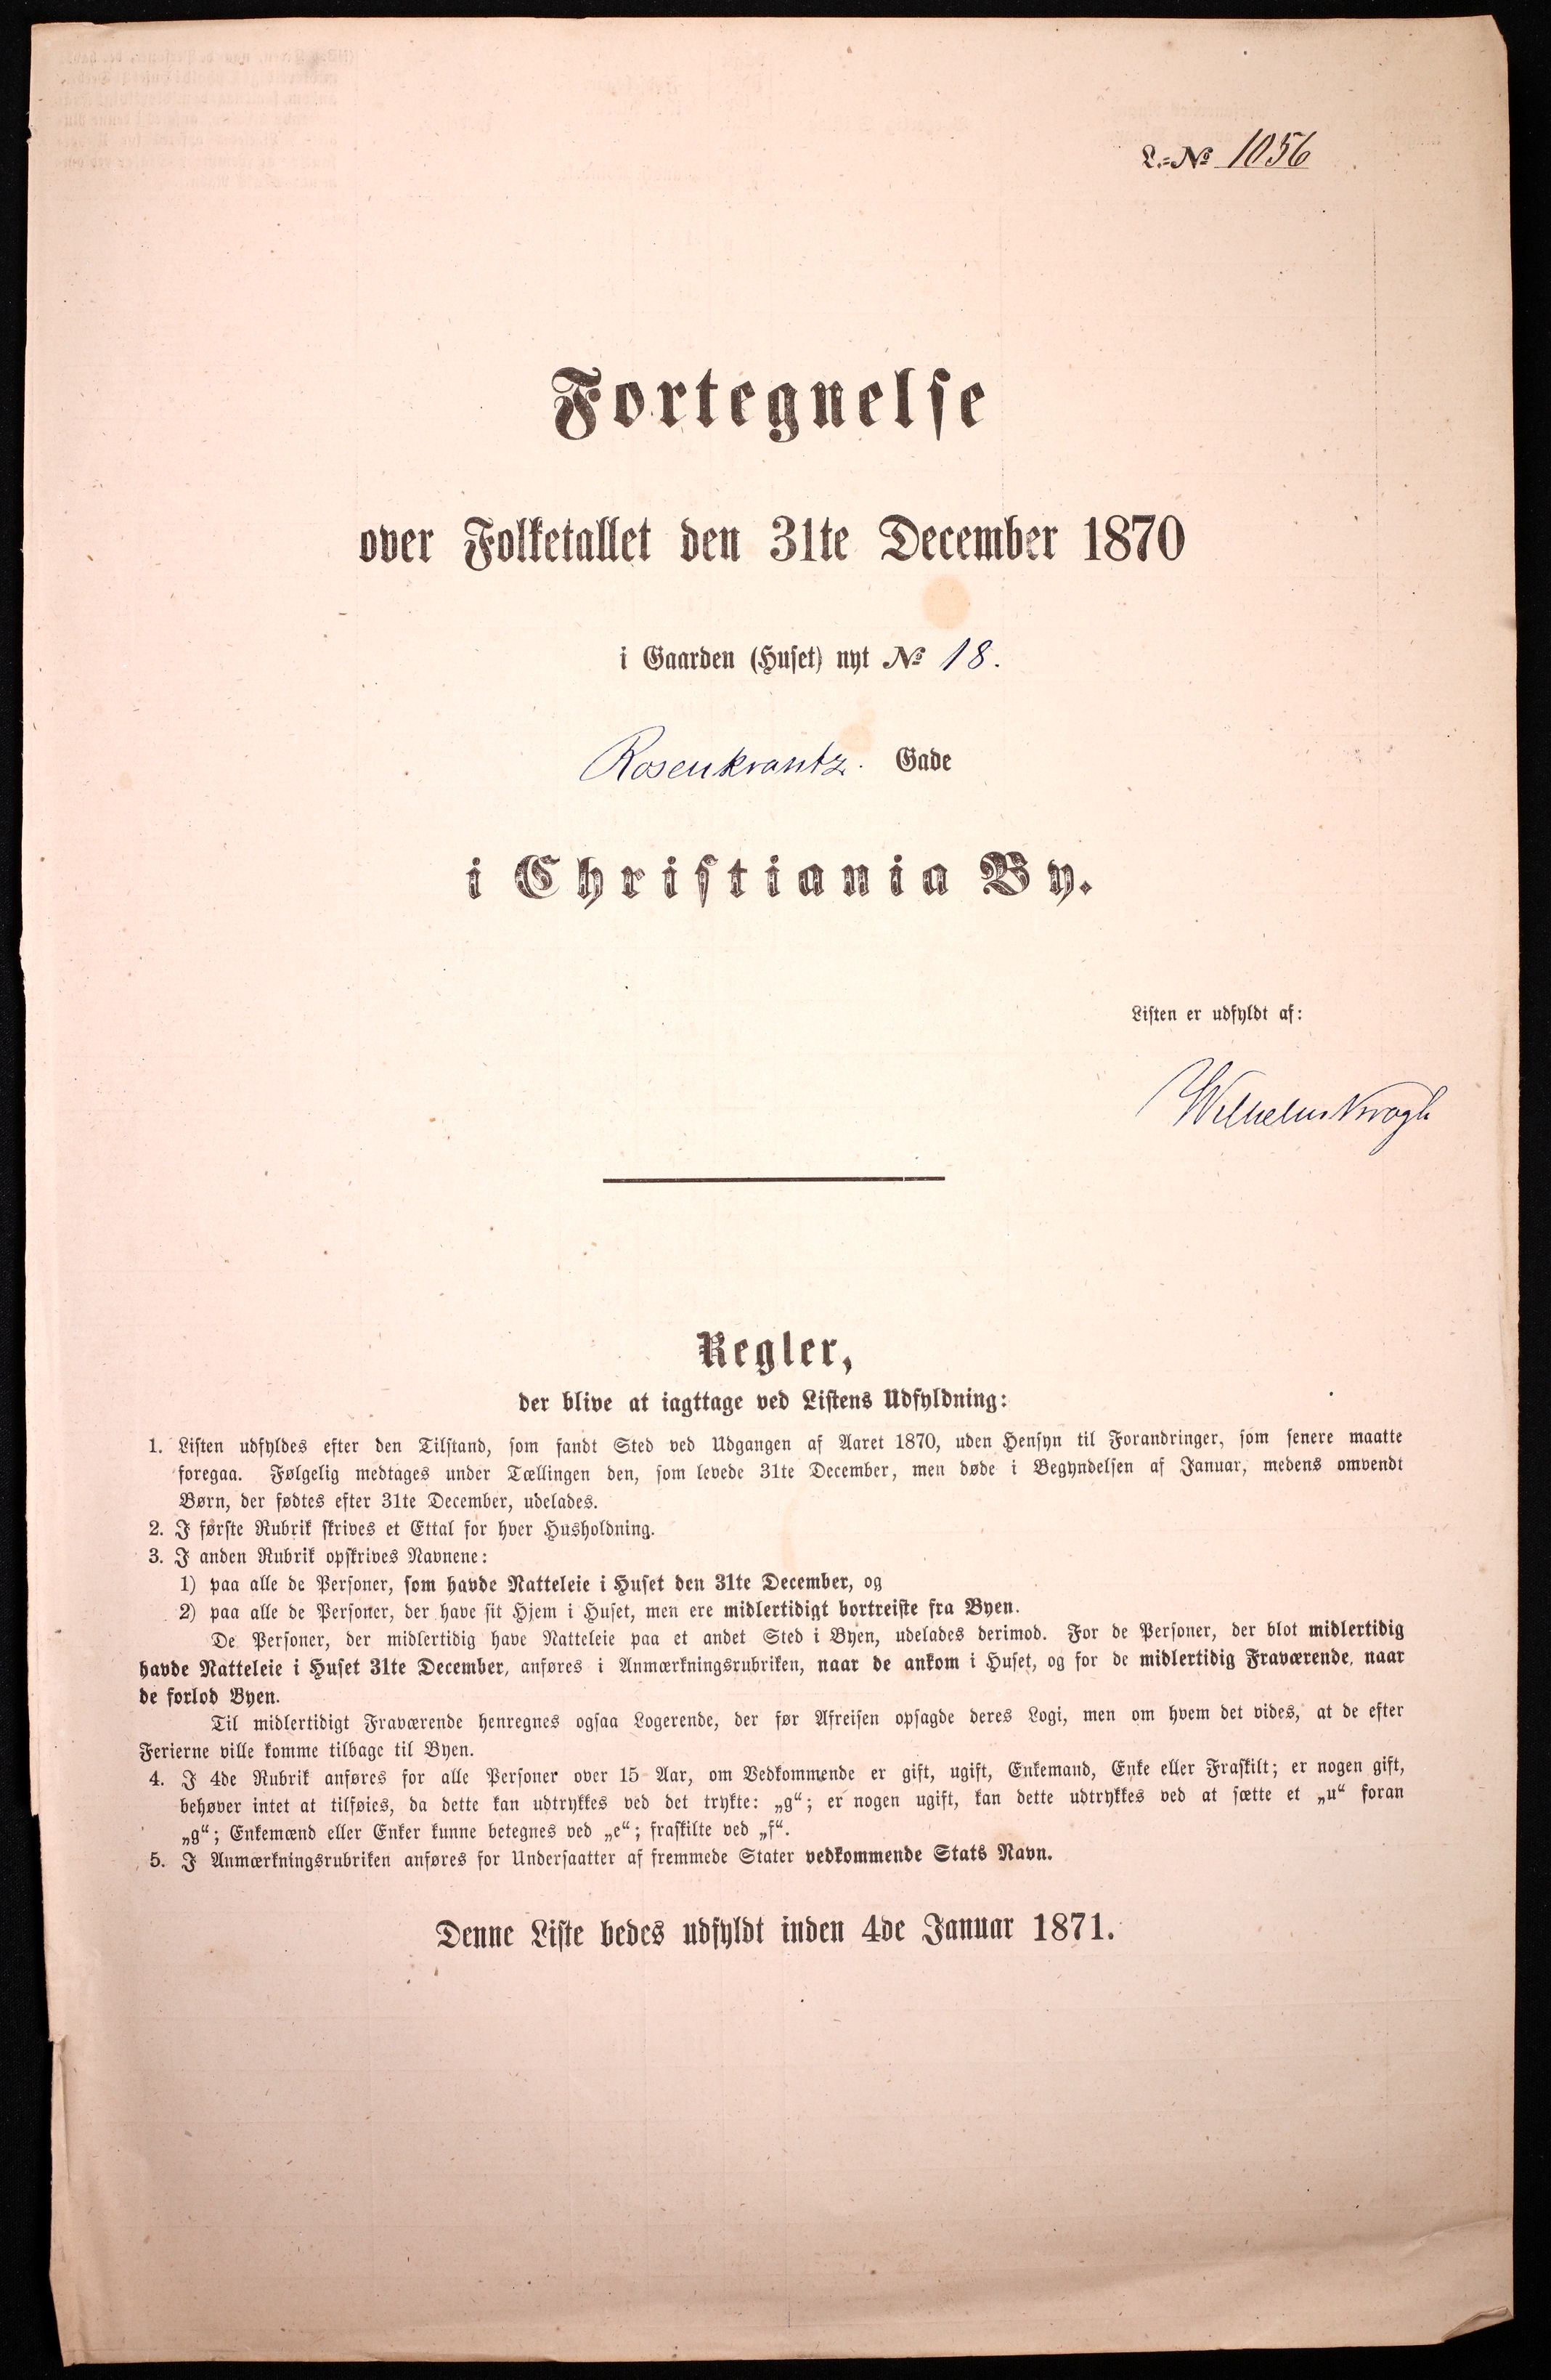 L.-№ 1056
Fortegnelse
over Folketallet den 31te December 1870
i Gaarden (Huset) nyt № 18.
Rosenkrantz. Gade
i Christiania By.
Listen er udfyldt af:
Wilhelm Krogh
Regler,
der blive at iagttage ved Listens Udfyldning:
1. Listen udfyldes efter den Tilstand, som fandt Sted ved Udgangen af Aaret 1870, uden Hensyn til Forandringer, som senere maatte
foregaa. Følgelig medtages under Tællingen den, som levede 31te December, men døde i Begyndelsen af Januar, medens omvendt
Børn, der fødtes efter 31te December, udelades.
2. I første Rubrik skrives et Ettal for hver Husholdning.
3. I anden Rubrik opskrives Navnene:
1) paa alle de Personer, som havde Natteleie i Huset den 31te December, og
2) paa alle de Personer, der have sit Hjem i Huset, men ere midlertidigt bortreiste fra Byen.
De Personer, der midlertidig have Natteleie paa et andet Sted i Byen, udelades derimod. For de Personer, der blot midlertidig
havde Natteleie i Huset 31te December, anføres i Anmærkningsrubriken, naar de ankom i Huset, og for de midlertidig Fraværende, naar
de forlod Byen.
Til midlertidigt Fraværende henregnes ogsaa Logerende, der før Afreisen opsagde deres Logi, men om hvem det vides, at de efter
Ferierne ville komme tilbage til Byen.
4. I 4de Rubrik anføres for alle Personer over 15 Aar, om Vedkommende er gift, ugift, Enkemand, Enke eller Fraskilt; er nogen gift,
behøver intet at tilføies, da dette kan udtrykkes ved det trykte: „g“; er nogen ugift, kan dette udtrykkes ved at sætte et „u“ foran
„g“; Enkemænd eller Enker kunne betegnes ved „e“; fraskilte ved „f“.
5. I Anmærkningsrubriken anføres for Undersaatter af fremmede Stater vedkommende Stats Navn.
Denne Liste bedes udfyldt inden 4de Januar 1871.